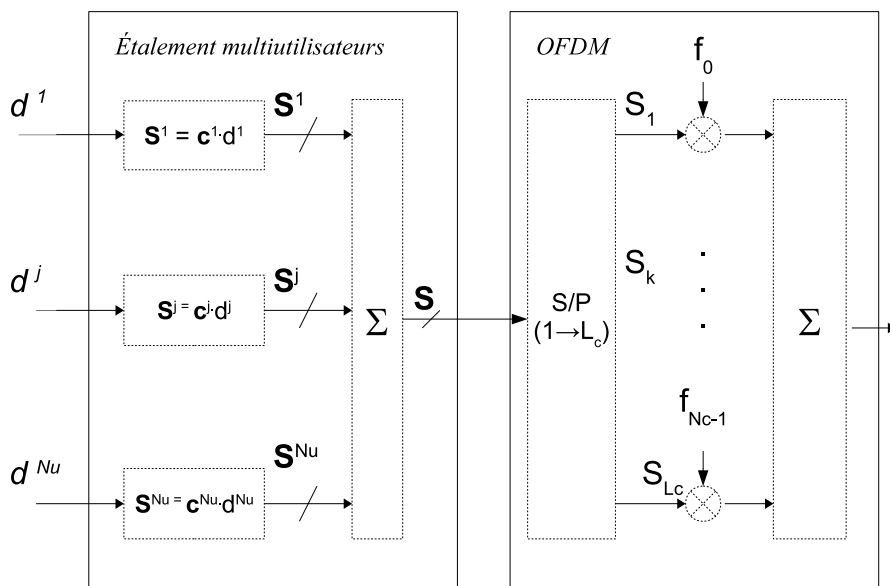 Étalement multiutilisateurs
OFDM
d 1
S1 = c1·d1
S1
d j
Sj = cj·dj
Sj
d Nu
SNu = cNu·dNu
SNu
Σ
S
S/P
(1→Lc)
S1
Sk
SLc
f0
fNc-1
Σ